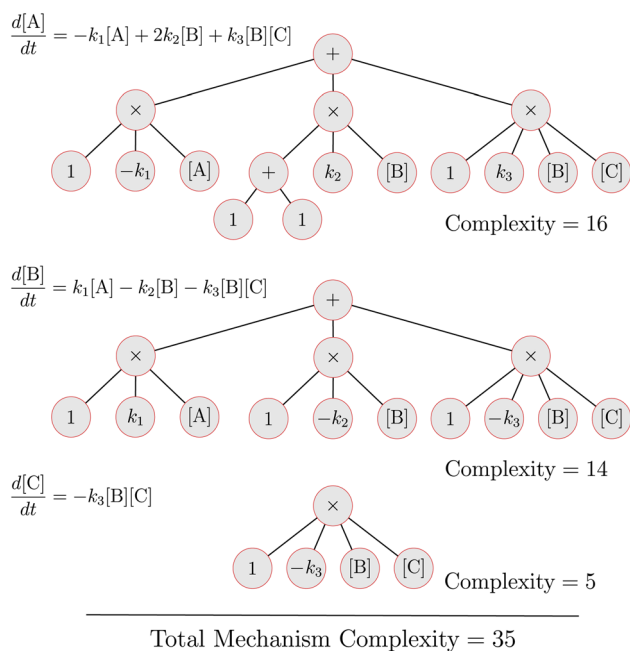 d[A]/dt = −k₁[A] + 2k₂[B] + k₃[B][C]
+
× × ×
1 −k₁ [A] + k₂ [B] 1 k₃ [B] [C]
1 1
Complexity = 16
d[B]/dt = k₁[A] − k₂[B] − k₃[B][C]
+
× × ×
1 k₁ [A] 1 −k₂ [B] 1 −k₃ [B] [C]
Complexity = 14
d[C]/dt = −k₃[B][C]
×
1 −k₃ [B] [C]
Complexity = 5
Total Mechanism Complexity = 35